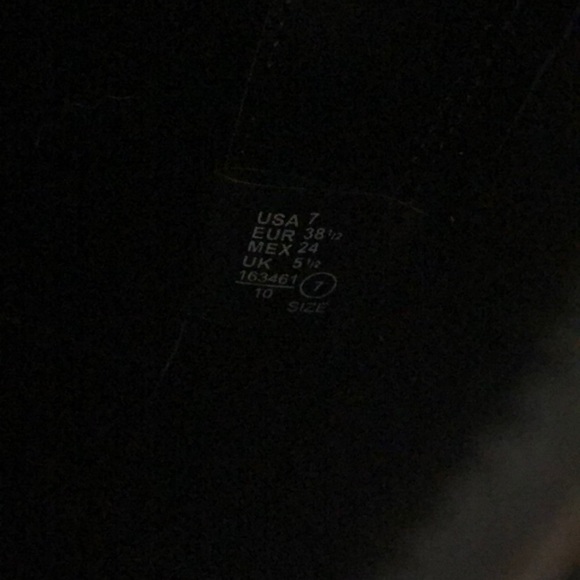 USA 7
EUR 38 1/2
MEX 24
UK 5 1/2
163461 7
10 SIZE